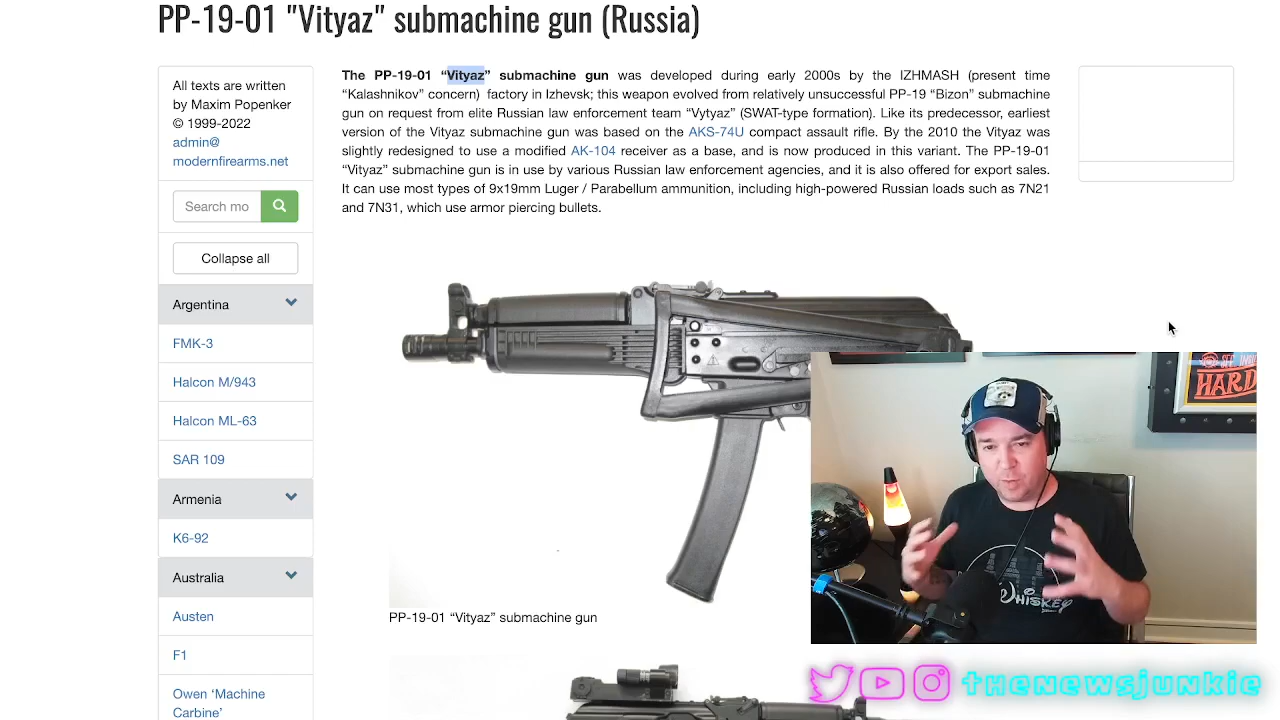 PP-19-01 "Vityaz" submachine gun (Russia)
All texts are written
by Maxim Popenker
© 1999-2022
admin@
modernfirearms.net
Search mo
Collapse all
Argentina
FMK-3
Halcon M/943
Halcon ML-63
SAR 109
Armenia
K6-92
Australia
Austen
F1
Owen ‘Machine
Carbine’
The PP-19-01 “Vityaz” submachine gun was developed during early 2000s by the IZHMASH (present time
“Kalashnikov” concern) factory in Izhevsk; this weapon evolved from relatively unsuccessful PP-19 “Bizon” submachine
gun on request from elite Russian law enforcement team “Vytyaz” (SWAT-type formation). Like its predecessor, earliest
version of the Vityaz submachine gun was based on the AKS-74U compact assault rifle. By the 2010 the Vityaz was
slightly redesigned to use a modified AK-104 receiver as a base, and is now produced in this variant. The PP-19-01
“Vityaz” submachine gun is in use by various Russian law enforcement agencies, and it is also offered for export sales.
It can use most types of 9x19mm Luger / Parabellum ammunition, including high-powered Russian loads such as 7N21
and 7N31, which use armor piercing bullets.
PP-19-01 “Vityaz” submachine gun
HARD
WHISKEY
thenewsjunkie